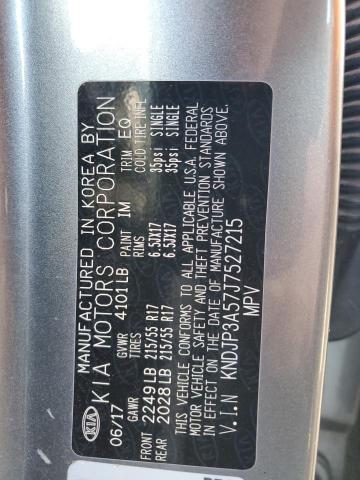 MANUFACTURED IN KOREA BY
KIA KIA MOTORS CORPORATION
GVWR PAINT TRIM
06/17 4101LB IM EQ
GAWR TIRES RIMS COLD TIRE INFL
FRONT 2249LB 215/55 R17 6.5JX17 35psi SINGLE
REAR 2028LB 215/55 R17 6.5JX17 35psi SINGLE
THIS VEHICLE CONFORMS TO ALL APPLICABLE U.S.A. FEDERAL
MOTOR VEHICLE SAFETY AND THEFT PREVENTION STANDARDS
IN EFFECT ON THE DATE OF MANUFACTURE SHOWN ABOVE.
V.I.N KNDJP3A57J7527215
MPV